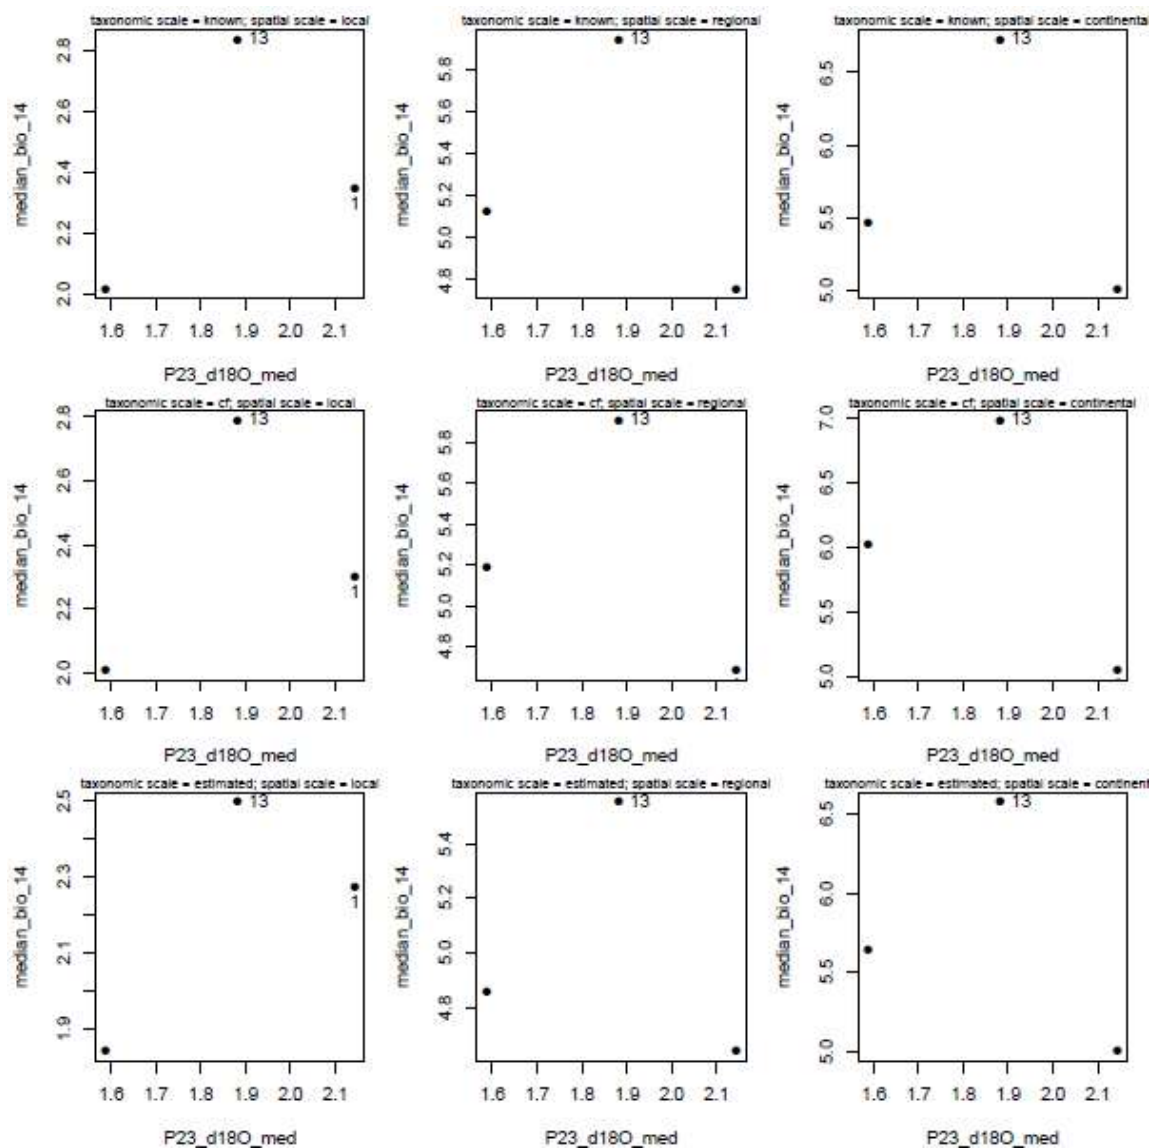 taxonomic scale = known; spatial scale = local
median_bio_14
2.8
2.6
2.4
2.2
2.0
13
1
1.6 1.7 1.8 1.9 2.0 2.1
P23_d18O_med
taxonomic scale = known; spatial scale = regional
median_bio_14
5.8
5.6
5.4
5.2
5.0
4.8
13
1.6 1.7 1.8 1.9 2.0 2.1
P23_d18O_med
taxonomic scale = known; spatial scale = continental
median_bio_14
6.5
6.0
5.5
5.0
13
1.6 1.7 1.8 1.9 2.0 2.1
P23_d18O_med
taxonomic scale = cf; spatial scale = local
median_bio_14
2.8
2.6
2.4
2.2
2.0
13
1
1.6 1.7 1.8 1.9 2.0 2.1
P23_d18O_med
taxonomic scale = cf; spatial scale = regional
median_bio_14
5.8
5.6
5.4
5.2
5.0
4.8
13
1.6 1.7 1.8 1.9 2.0 2.1
P23_d18O_med
taxonomic scale = cf; spatial scale = continental
median_bio_14
7.0
6.5
6.0
5.5
5.0
13
1.6 1.7 1.8 1.9 2.0 2.1
P23_d18O_med
taxonomic scale = estimated; spatial scale = local
median_bio_14
2.5
2.3
2.1
1.9
13
1
1.6 1.7 1.8 1.9 2.0 2.1
P23_d18O_med
taxonomic scale = estimated; spatial scale = regional
median_bio_14
5.4
5.2
5.0
4.8
13
1.6 1.7 1.8 1.9 2.0 2.1
P23_d18O_med
taxonomic scale = estimated; spatial scale = continent
median_bio_14
6.5
6.0
5.5
5.0
13
1.6 1.7 1.8 1.9 2.0 2.1
P23_d18O_med